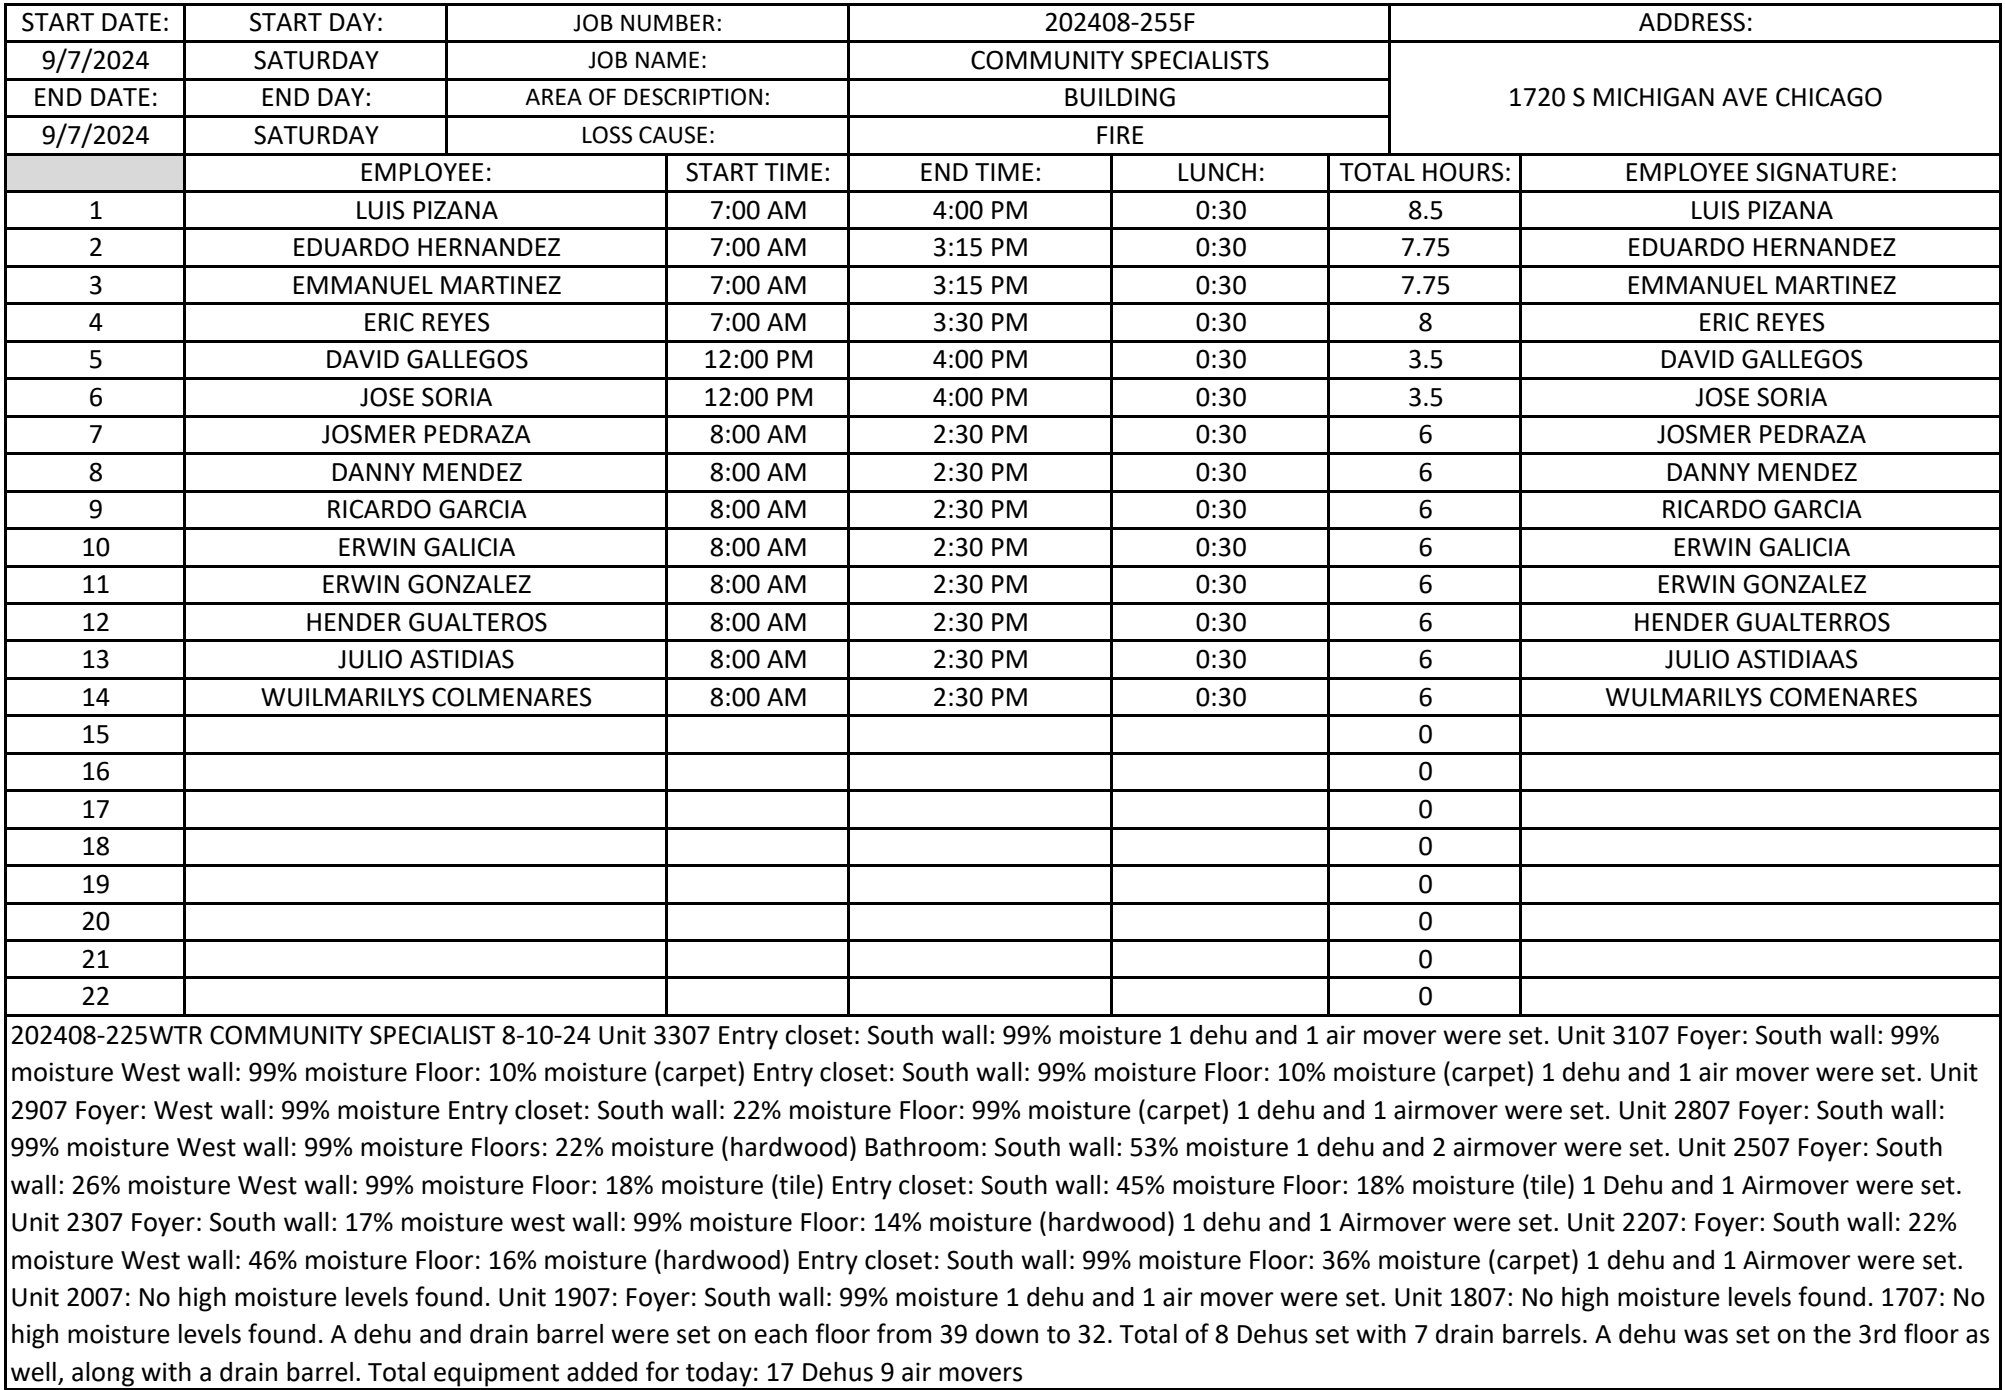 START DATE: START DAY: JOB NUMBER: 202408-255F ADDRESS:
9/7/2024 SATURDAY JOB NAME: COMMUNITY SPECIALISTS
END DATE: END DAY: AREA OF DESCRIPTION: BUILDING 1720 S MICHIGAN AVE CHICAGO
9/7/2024 SATURDAY LOSS CAUSE: FIRE
EMPLOYEE: START TIME: END TIME: LUNCH: TOTAL HOURS: EMPLOYEE SIGNATURE:
1 LUIS PIZANA 7:00 AM 4:00 PM 0:30 8.5 LUIS PIZANA
2 EDUARDO HERNANDEZ 7:00 AM 3:15 PM 0:30 7.75 EDUARDO HERNANDEZ
3 EMMANUEL MARTINEZ 7:00 AM 3:15 PM 0:30 7.75 EMMANUEL MARTINEZ
4 ERIC REYES 7:00 AM 3:30 PM 0:30 8 ERIC REYES
5 DAVID GALLEGOS 12:00 PM 4:00 PM 0:30 3.5 DAVID GALLEGOS
6 JOSE SORIA 12:00 PM 4:00 PM 0:30 3.5 JOSE SORIA
7 JOSMER PEDRAZA 8:00 AM 2:30 PM 0:30 6 JOSMER PEDRAZA
8 DANNY MENDEZ 8:00 AM 2:30 PM 0:30 6 DANNY MENDEZ
9 RICARDO GARCIA 8:00 AM 2:30 PM 0:30 6 RICARDO GARCIA
10 ERWIN GALICIA 8:00 AM 2:30 PM 0:30 6 ERWIN GALICIA
11 ERWIN GONZALEZ 8:00 AM 2:30 PM 0:30 6 ERWIN GONZALEZ
12 HENDER GUALTEROS 8:00 AM 2:30 PM 0:30 6 HENDER GUALTERROS
13 JULIO ASTIDIAS 8:00 AM 2:30 PM 0:30 6 JULIO ASTIDIAAS
14 WUILMARILYS COLMENARES 8:00 AM 2:30 PM 0:30 6 WULMARILYS COMENARES
15 0
16 0
17 0
18 0
19 0
20 0
21 0
22 0
202408-225WTR COMMUNITY SPECIALIST 8-10-24 Unit 3307 Entry closet: South wall: 99% moisture 1 dehu and 1 air mover were set. Unit 3107 Foyer: South wall: 99%
moisture West wall: 99% moisture Floor: 10% moisture (carpet) Entry closet: South wall: 99% moisture Floor: 10% moisture (carpet) 1 dehu and 1 air mover were set. Unit
2907 Foyer: West wall: 99% moisture Entry closet: South wall: 22% moisture Floor: 99% moisture (carpet) 1 dehu and 1 airmover were set. Unit 2807 Foyer: South wall:
99% moisture West wall: 99% moisture Floors: 22% moisture (hardwood) Bathroom: South wall: 53% moisture 1 dehu and 2 airmover were set. Unit 2507 Foyer: South
wall: 26% moisture West wall: 99% moisture Floor: 18% moisture (tile) Entry closet: South wall: 45% moisture Floor: 18% moisture (tile) 1 Dehu and 1 Airmover were set.
Unit 2307 Foyer: South wall: 17% moisture west wall: 99% moisture Floor: 14% moisture (hardwood) 1 dehu and 1 Airmover were set. Unit 2207: Foyer: South wall: 22%
moisture West wall: 46% moisture Floor: 16% moisture (hardwood) Entry closet: South wall: 99% moisture Floor: 36% moisture (carpet) 1 dehu and 1 Airmover were set.
Unit 2007: No high moisture levels found. Unit 1907: Foyer: South wall: 99% moisture 1 dehu and 1 air mover were set. Unit 1807: No high moisture levels found. 1707: No
high moisture levels found. A dehu and drain barrel were set on each floor from 39 down to 32. Total of 8 Dehus set with 7 drain barrels. A dehu was set on the 3rd floor as
well, along with a drain barrel. Total equipment added for today: 17 Dehus 9 air movers